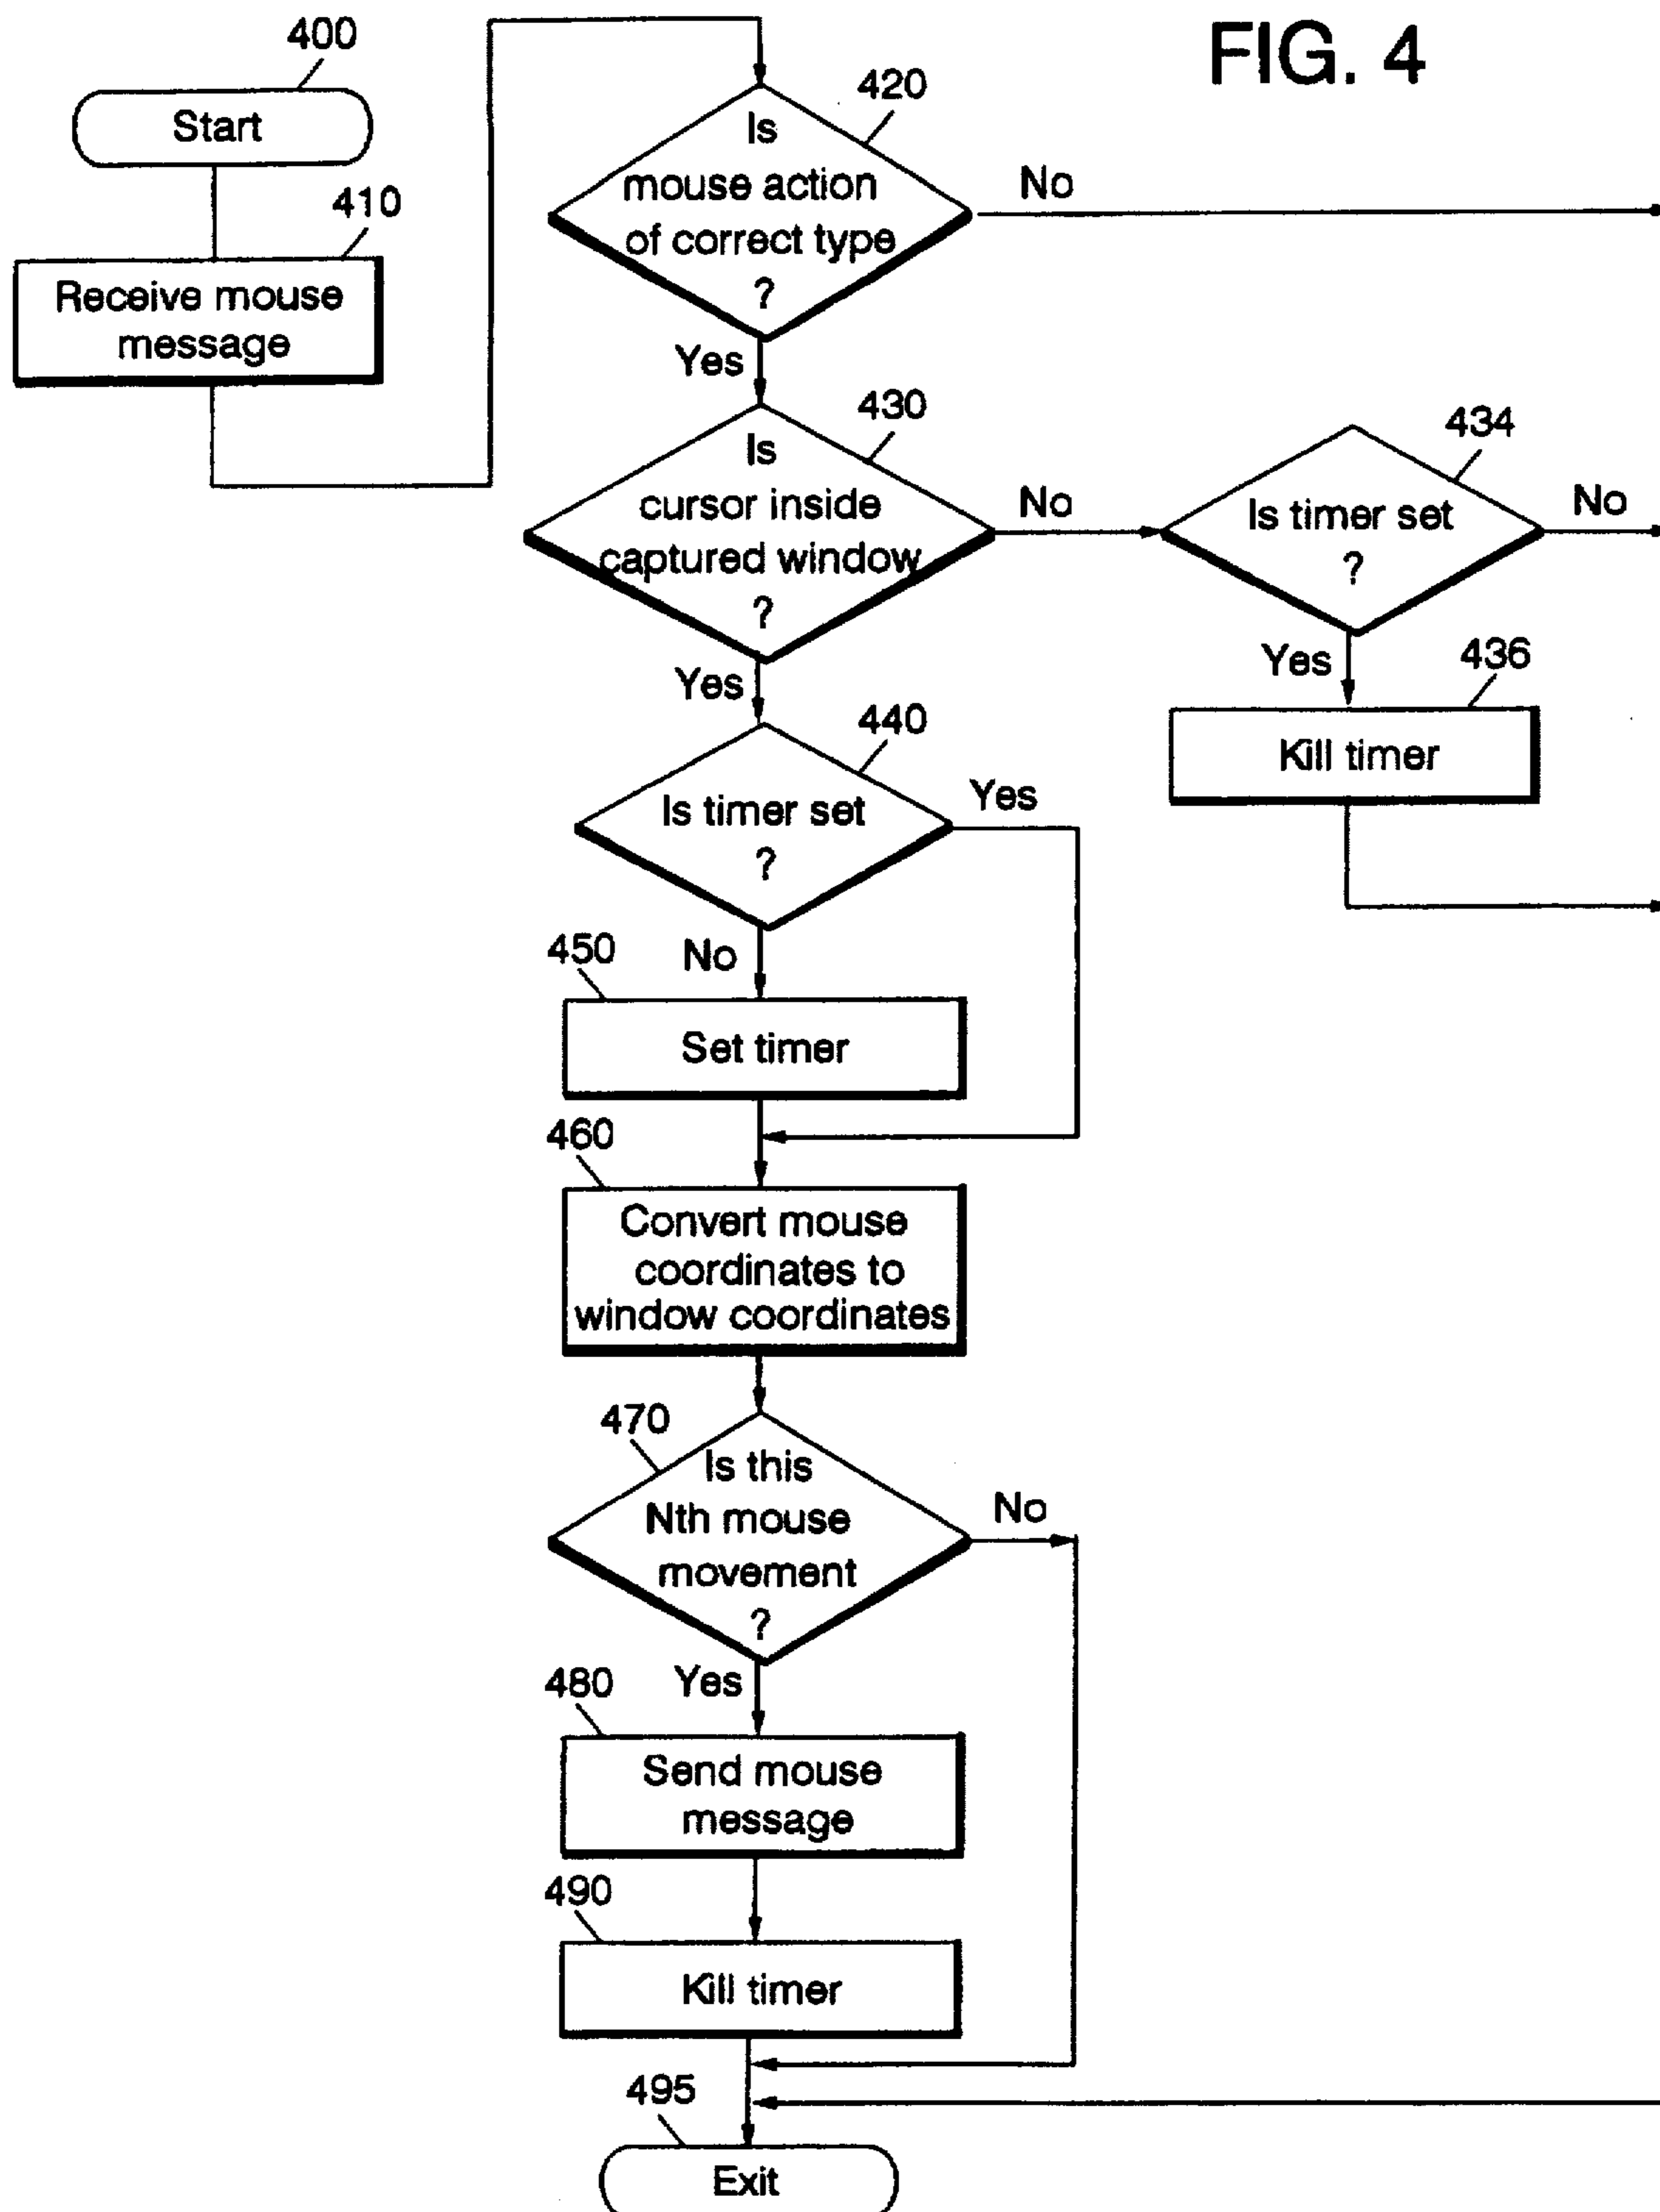 FIG. 4
400
Start
410
Receive mouse
message
420
Is
mouse action
of correct type
?
No
Yes
430
Is
cursor inside
captured window
?
No
434
Is timer set
?
No
Yes
436
Kill timer
Yes
440
Is timer set
?
Yes
No
450
Set timer
460
Convert mouse
coordinates to
window coordinates
470
Is this
Nth mouse
movement
?
No
Yes
480
Send mouse
message
490
Kill timer
495
Exit